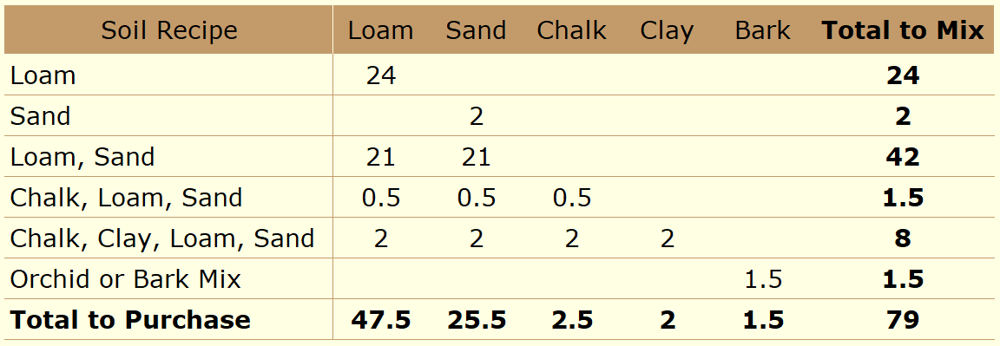 Soil Recipe Loam Sand Chalk Clay Bark Total to Mix
Loam 24 24
Sand 2 2
Loam, Sand 21 21 42
Chalk, Loam, Sand 0.5 0.5 0.5 1.5
Chalk, Clay, Loam, Sand 2 2 2 2 8
Orchid or Bark Mix 1.5 1.5
Total to Purchase 47.5 25.5 2.5 2 1.5 79